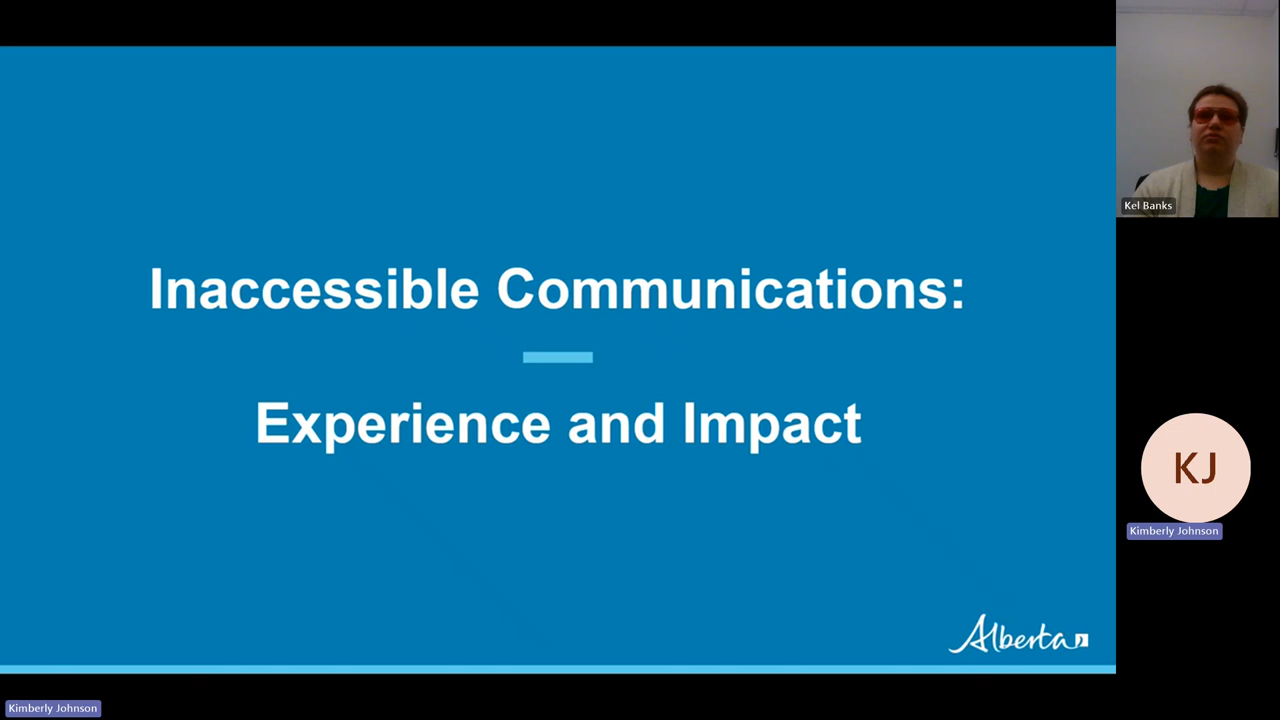 Inaccessible Communications:
Experience and Impact
Alberta
Kimberly Johnson
Kel Banks
KJ
Kimberly Johnson